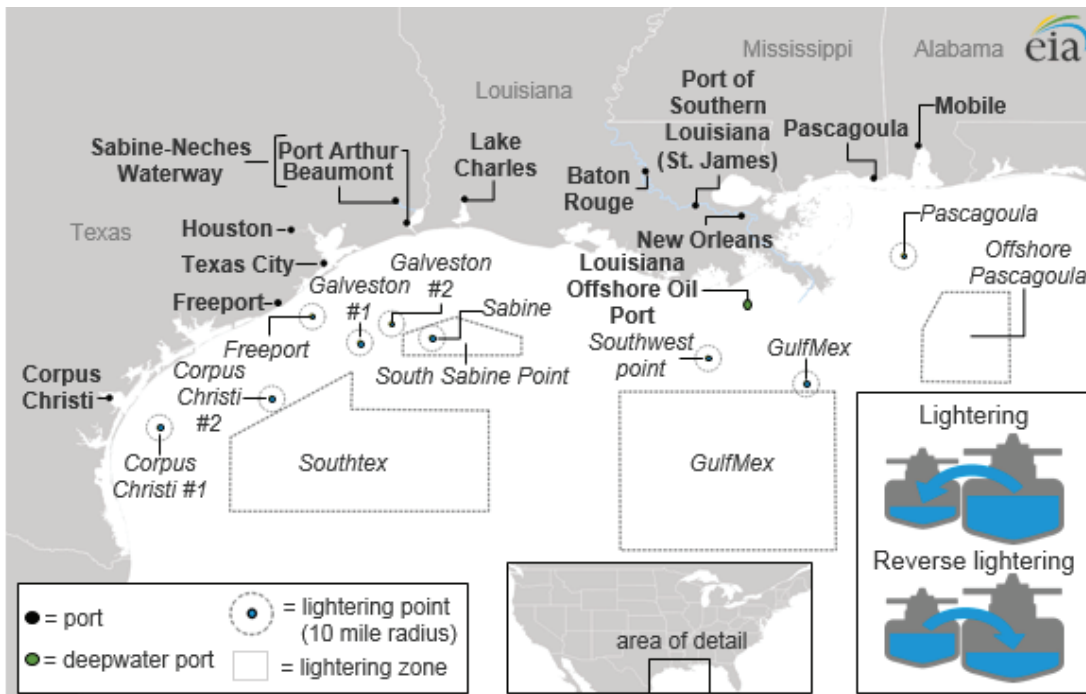 eia
Mississippi
Alabama
Louisiana
Texas
Port of
Southern
Louisiana
(St. James)
Pascagoula
Mobile
Sabine-Neches
Waterway
Port Arthur
Beaumont
Lake
Charles
Baton
Rouge
New Orleans
Houston
Texas City
Freeport
Louisiana
Offshore Oil
Port
Corpus
Christi
Pascagoula
Offshore
Pascagoula
Galveston
#2
Galveston
#1
Sabine
Freeport
South Sabine Point
Southwest
point
GulfMex
Corpus
Christi
#2
Corpus
Christi #1
Southtex
GulfMex
Lightering
Reverse lightering
= port
= deepwater port
= lightering point
(10 mile radius)
= lightering zone
area of detail